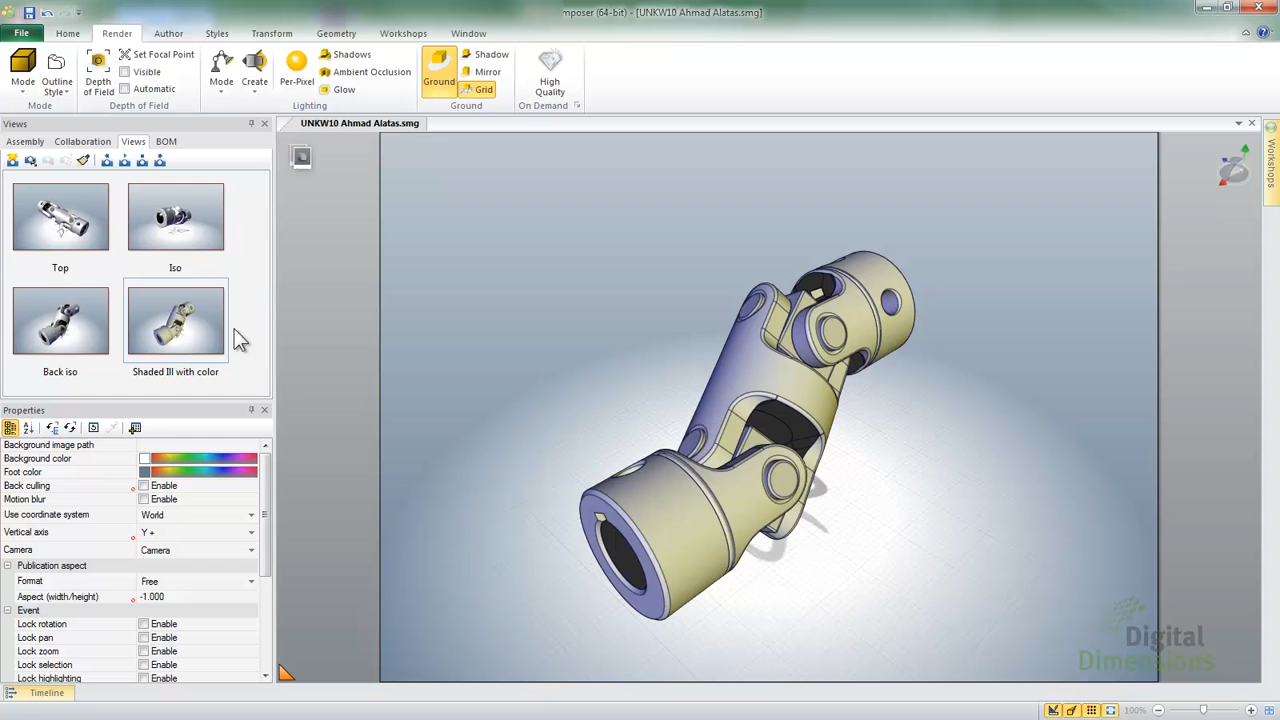 mposer (64-bit) - [UNKW10 Ahmad Alatas.smg]
File Home Render Author Styles Transform Geometry Workshops Window
Mode
Outline Style
Mode
Depth of Field
Set Focal Point
Visible
Automatic
Depth of Field
Mode
Create
Per-Pixel
Shadows
Ambient Occlusion
Glow
Lighting
Ground
Shadow
Mirror
Grid
Ground
High Quality
On Demand
Views
UNKW10 Ahmad Alatas.smg
Assembly Collaboration Views BOM
Workshops
Top Iso
Back iso Shaded Ill with color
Properties
Background image path
Background color
Foot color
Back culling Enable
Motion blur Enable
Use coordinate system World
Vertical axis Y +
Camera Camera
Publication aspect
Format Free
Aspect (width/height) -1.000
Event
Lock rotation Enable
Lock pan Enable
Lock zoom Enable
Lock selection Enable
Lock highlighting Enable
Digital
Dimensions
Timeline
100%